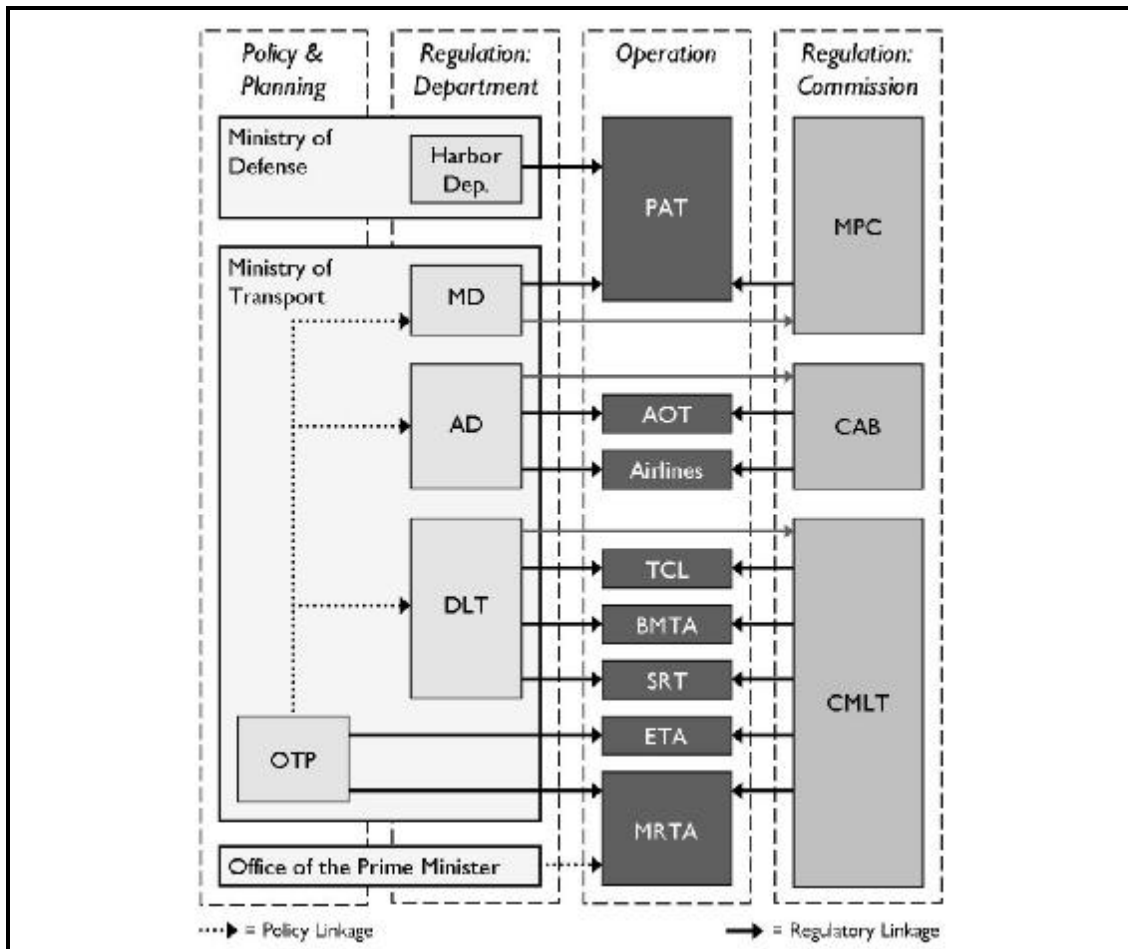 Policy &
Planning
Regulation:
Department
Operation
Regulation:
Commission
Ministry of
Defense
Harbor
Dep.
PAT
MPC
Ministry of
Transport
MD
AD
AOT
CAB
Airlines
DLT
TCL
BMTA
SRT
CMLT
ETA
OTP
MRTA
Office of the Prime Minister
= Policy Linkage
= Regulatory Linkage